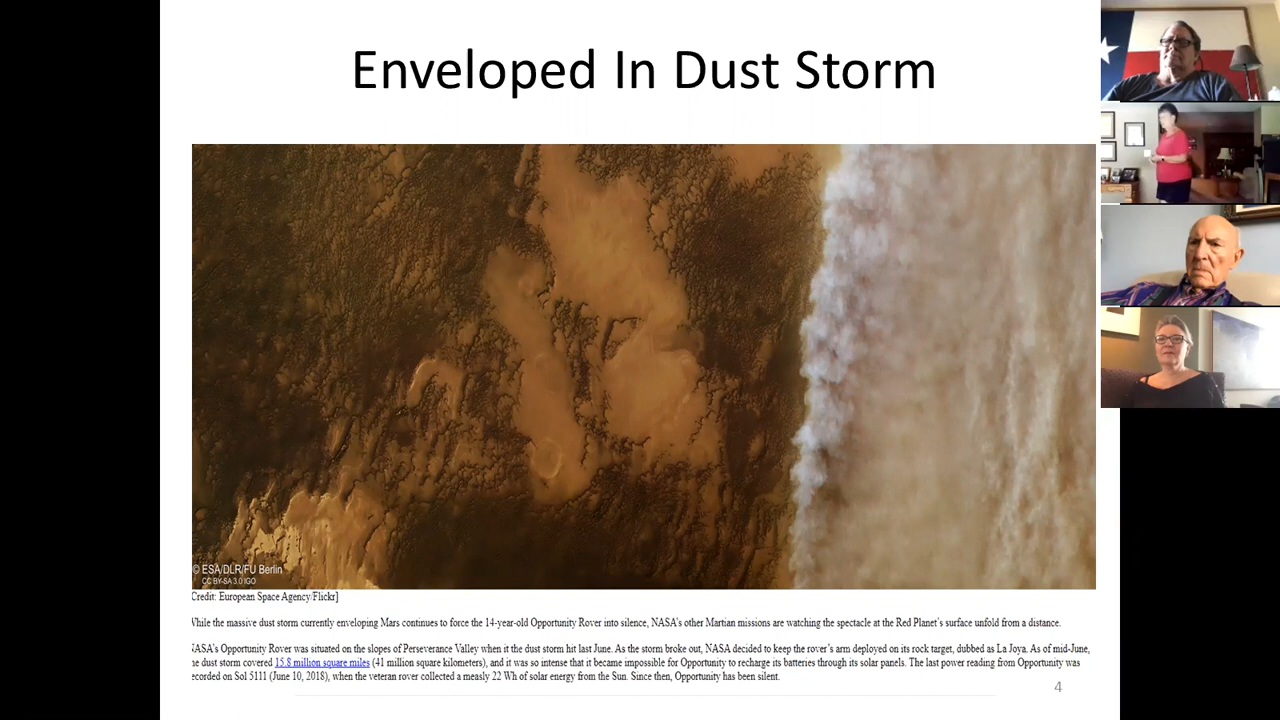 Enveloped In Dust Storm
© ESA/DLR/FU Berlin
CC BY-SA 3.0 IGO
Credit: European Space Agency/Flickr]
While the massive dust storm currently enveloping Mars continues to force the 14-year-old Opportunity Rover into silence, NASA's other Martian missions are watching the spectacle at the Red Planet's surface unfold from a distance.
NASA's Opportunity Rover was situated on the slopes of Perseverance Valley when it the dust storm hit last June. As the storm broke out, NASA decided to keep the rover's arm deployed on its rock target, dubbed as La Joya. As of mid-June,
he dust storm covered 15.8 million square miles (41 million square kilometers), and it was so intense that it became impossible for Opportunity to recharge its batteries through its solar panels. The last power reading from Opportunity was
ecorded on Sol 5111 (June 10, 2018), when the veteran rover collected a measly 22 Wh of solar energy from the Sun. Since then, Opportunity has been silent.
4